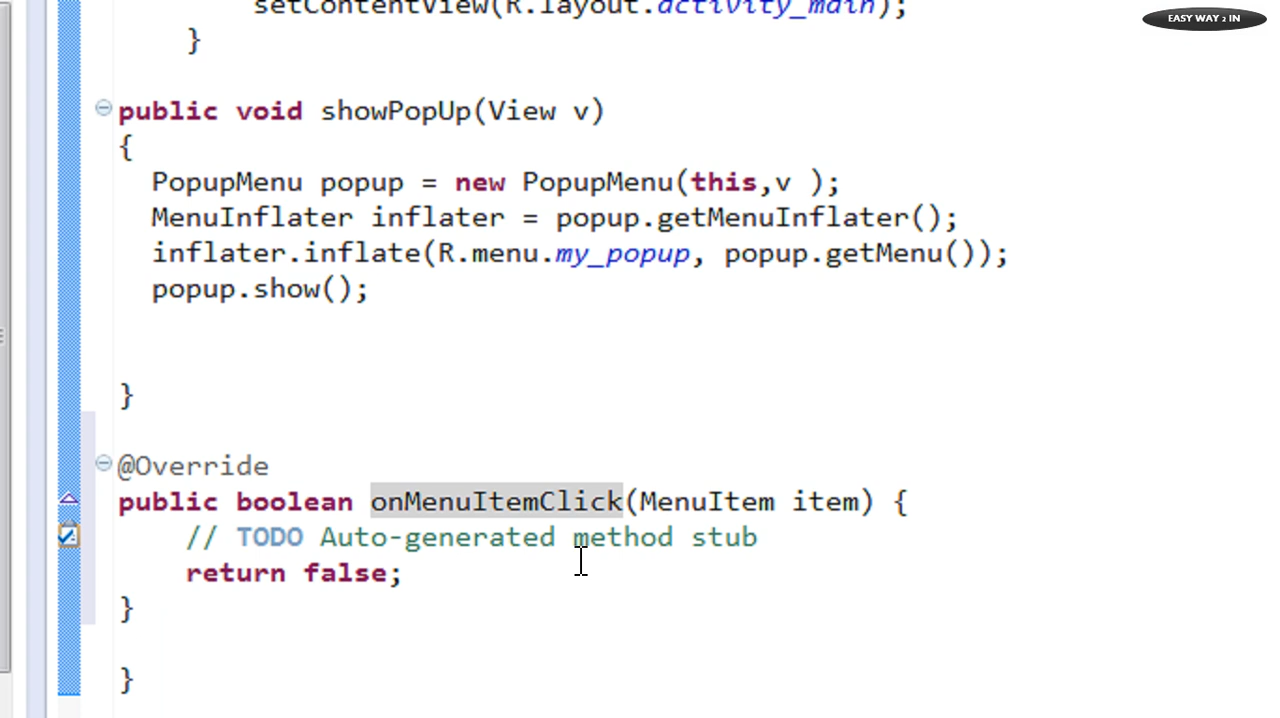 setContentView(R.layout.activity_main);
EASY WAY 2 IN
}
public void showPopUp(View v)
{
PopupMenu popup = new PopupMenu(this,v );
MenuInflater inflater = popup.getMenuInflater();
inflater.inflate(R.menu.my_popup, popup.getMenu());
popup.show();
}
@Override
public boolean onMenuItemClick(MenuItem item) {
// TODO Auto-generated method stub
return false;
}
}